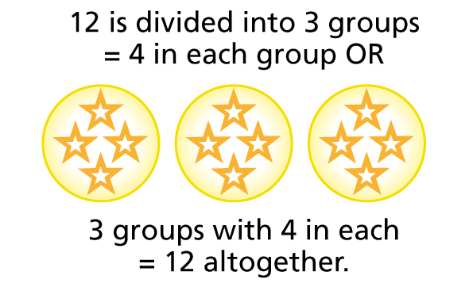 12 is divided into 3 groups
= 4 in each group OR
3 groups with 4 in each
= 12 altogether.